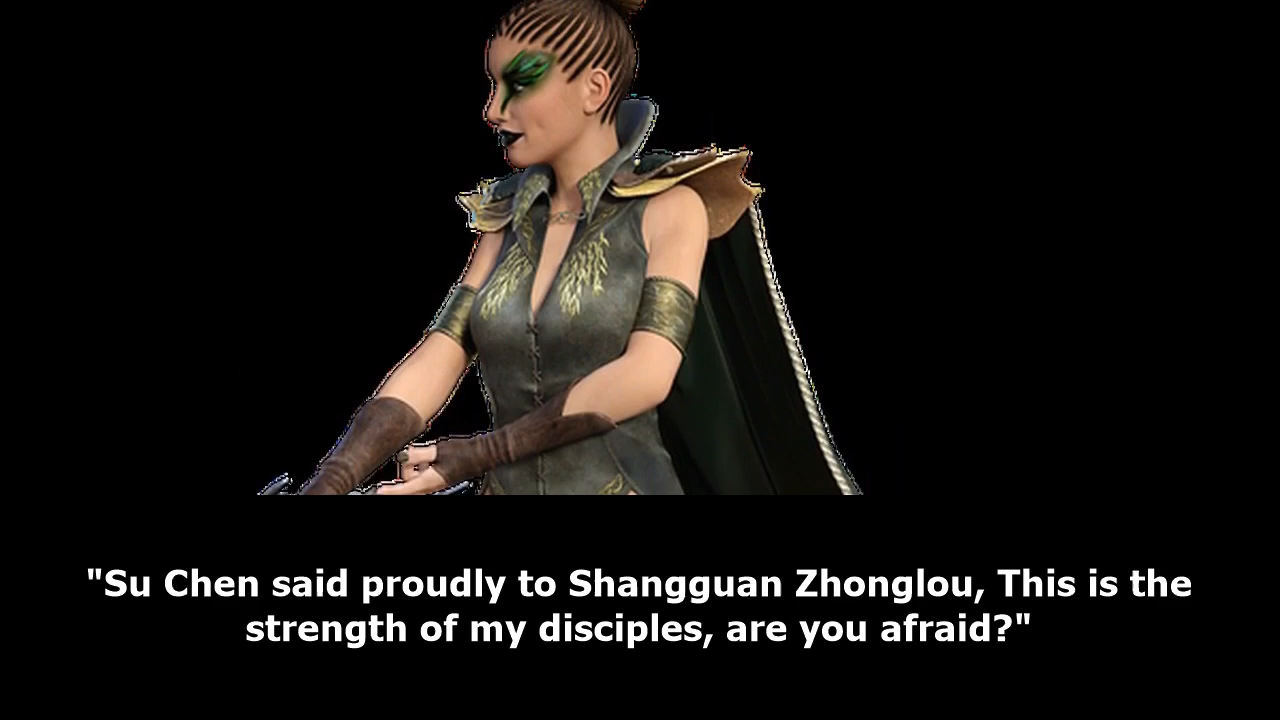 "Su Chen said proudly to Shangguan Zhonglou, This is the
strength of my disciples, are you afraid?"